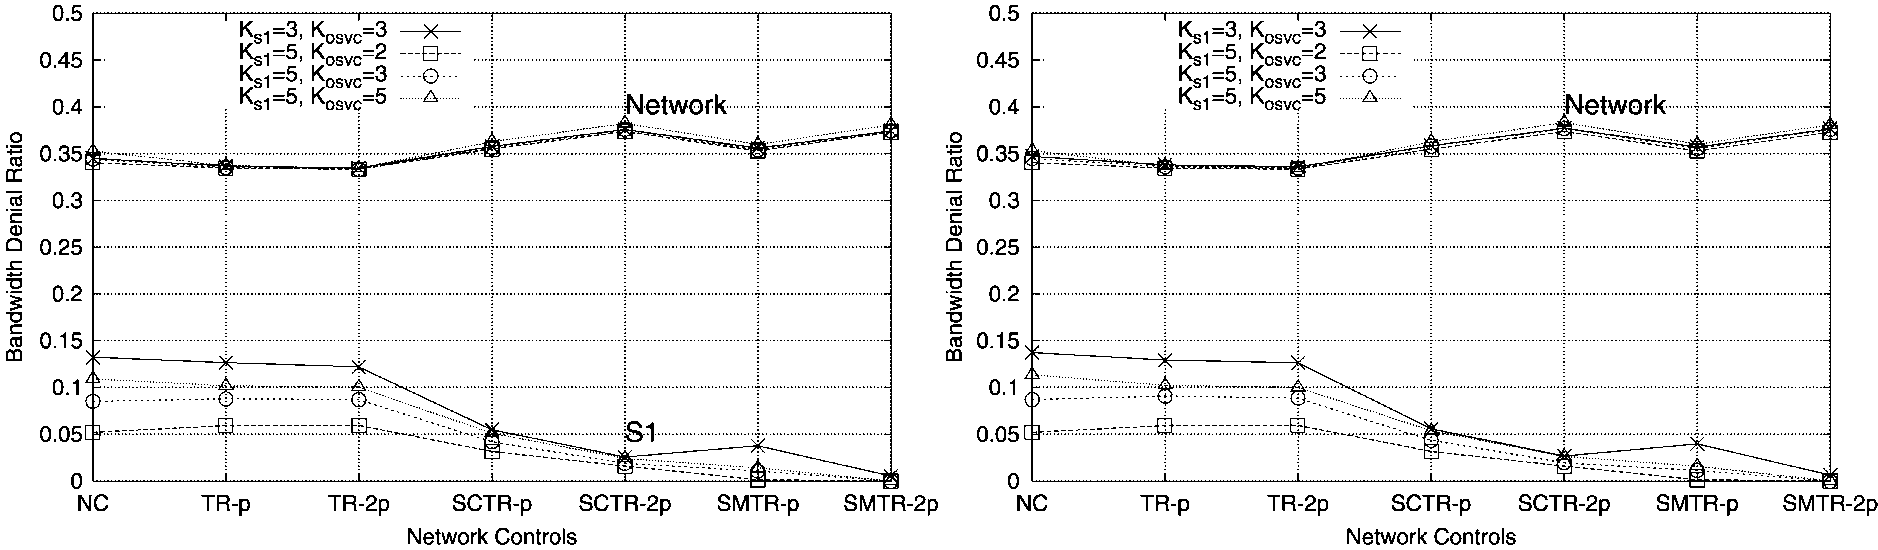 0.5
0.45
0.4
0.35
0.3
0.25
0.2
0.15
0.1
0.05
0
Bandwidth Denial Ratio
Ks1=3, Kosvc=3
Ks1=5, Kosvc=2
Ks1=5, Kosvc=3
Ks1=5, Kosvc=5
Network
S1
NC TR-p TR-2p SCTR-p SCTR-2p SMTR-p SMTR-2p
Network Controls
0.5
0.45
0.4
0.35
0.3
0.25
0.2
0.15
0.1
0.05
0
Bandwidth Denial Ratio
Ks1=3, Kosvc=3
Ks1=5, Kosvc=2
Ks1=5, Kosvc=3
Ks1=5, Kosvc=5
Network
NC TR-p TR-2p SCTR-p SCTR-2p SMTR-p SMTR-2p
Network Controls